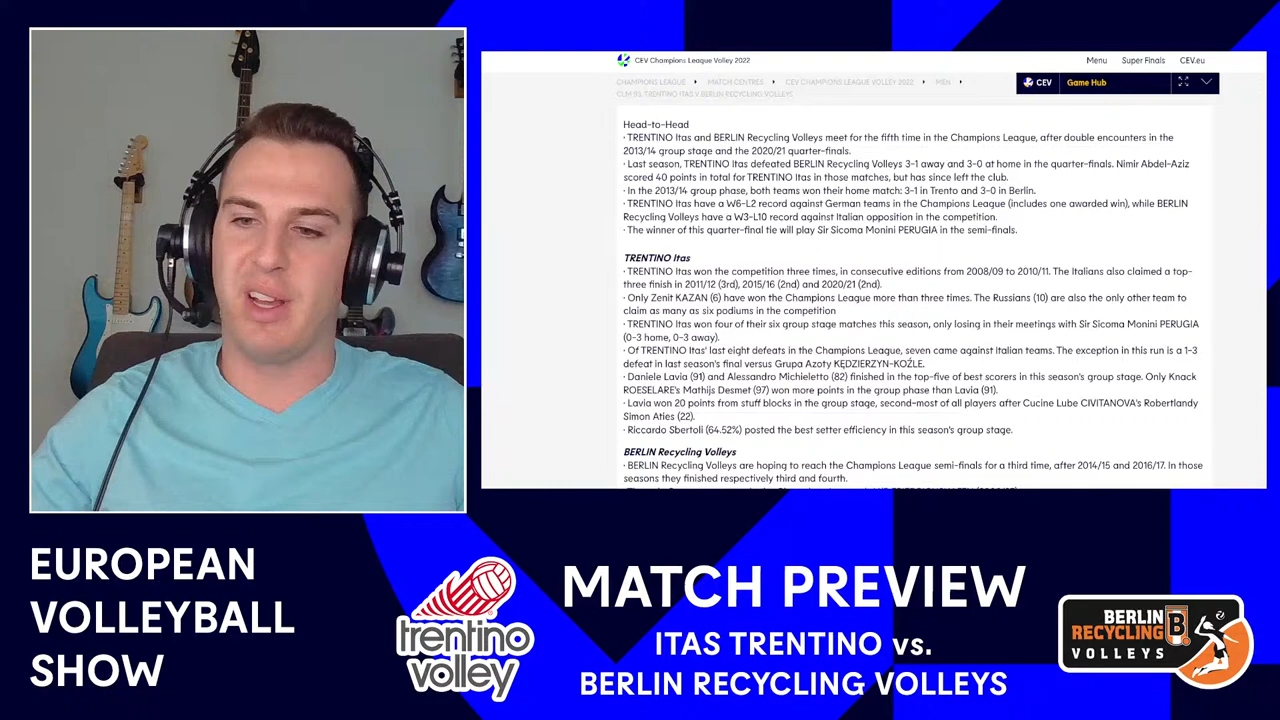 CEV Champions League Volley 2022
Menu
Super Finals
CEV.eu
CHAMPIONS LEAGUE
MATCH CENTRES
CEV CHAMPIONS LEAGUE VOLLEY 2022
MEN
CEV
Game Hub
CLM 93. TRENTINO ITAS V BERLIN RECYCLING VOLLEYS
Head-to-Head
· TRENTINO Itas and BERLIN Recycling Volleys meet for the fifth time in the Champions League, after double encounters in the
2013/14 group stage and the 2020/21 quarter-finals.
· Last season, TRENTINO Itas defeated BERLIN Recycling Volleys 3-1 away and 3-0 at home in the quarter-finals. Nimir Abdel-Aziz
scored 40 points in total for TRENTINO Itas in those matches, but has since left the club.
· In the 2013/14 group phase, both teams won their home match: 3-1 in Trento and 3-0 in Berlin.
· TRENTINO Itas have a W6-L2 record against German teams in the Champions League (includes one awarded win), while BERLIN
Recycling Volleys have a W3-L10 record against Italian opposition in the competition.
· The winner of this quarter-final tie will play Sir Sicoma Monini PERUGIA in the semi-finals.
TRENTINO Itas
· TRENTINO Itas won the competition three times, in consecutive editions from 2008/09 to 2010/11. The Italians also claimed a top-
three finish in 2011/12 (3rd), 2015/16 (2nd) and 2020/21 (2nd).
· Only Zenit KAZAN (6) have won the Champions League more than three times. The Russians (10) are also the only other team to
claim as many as six podiums in the competition
· TRENTINO Itas won four of their six group stage matches this season, only losing in their meetings with Sir Sicoma Monini PERUGIA
(0-3 home, 0-3 away).
· Of TRENTINO Itas' last eight defeats in the Champions League, seven came against Italian teams. The exception in this run is a 1-3
defeat in last season's final versus Grupa Azoty KĘDZIERZYN-KOŹLE.
· Daniele Lavia (91) and Alessandro Michieletto (82) finished in the top-five of best scorers in this season's group stage. Only Knack
ROESELARE's Mathijs Desmet (97) won more points in the group phase than Lavia (91).
· Lavia won 20 points from stuff blocks in the group stage, second-most of all players after Cucine Lube CIVITANOVA's Robertlandy
Simon Aties (22).
· Riccardo Sbertoli (64.52%) posted the best setter efficiency in this season's group stage.
BERLIN Recycling Volleys
· BERLIN Recycling Volleys are hoping to reach the Champions League semi-finals for a third time, after 2014/15 and 2016/17. In those
seasons they finished respectively third and fourth.
EUROPEAN
VOLLEYBALL
SHOW
trentino
volley
MATCH PREVIEW
ITAS TRENTINO vs.
BERLIN RECYCLING VOLLEYS
BERLIN
RECYCLING
VOLLEYS
B